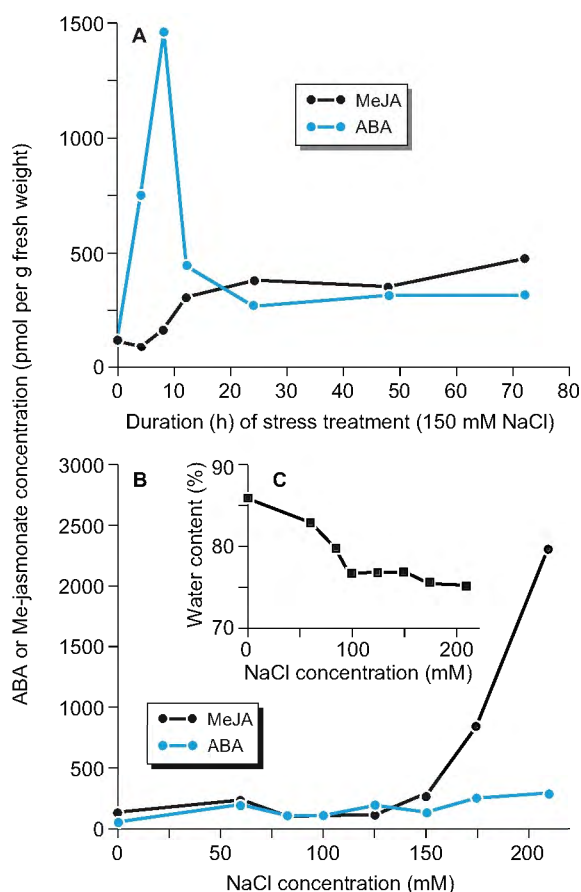 ABA or Me-jasmonate concentration (pmol per g fresh weight)
A
1500
1000
500
0
MeJA
ABA
0 10 20 30 40 50 60 70 80
Duration (h) of stress treatment (150 mM NaCl)
B
3000
2500
2000
1500
1000
500
0
C
Water content (%)
90
80
70
0 100 200
NaCl concentration (mM)
MeJA
ABA
0 50 100 150 200
NaCl concentration (mM)